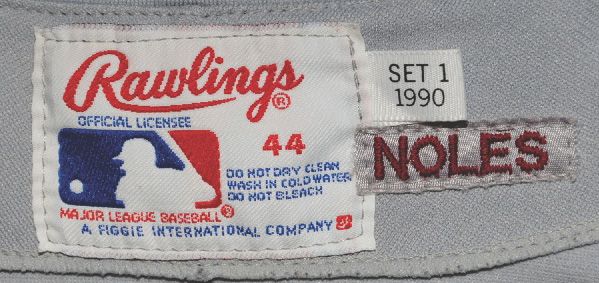 Rawlings®
OFFICIAL LICENSEE
44
DO NOT DRY CLEAN
WASH IN COLD WATER
DO NOT BLEACH
MAJOR LEAGUE BASEBALL®
A FIGGIE INTERNATIONAL COMPANY
SET 1
1990
NOLES